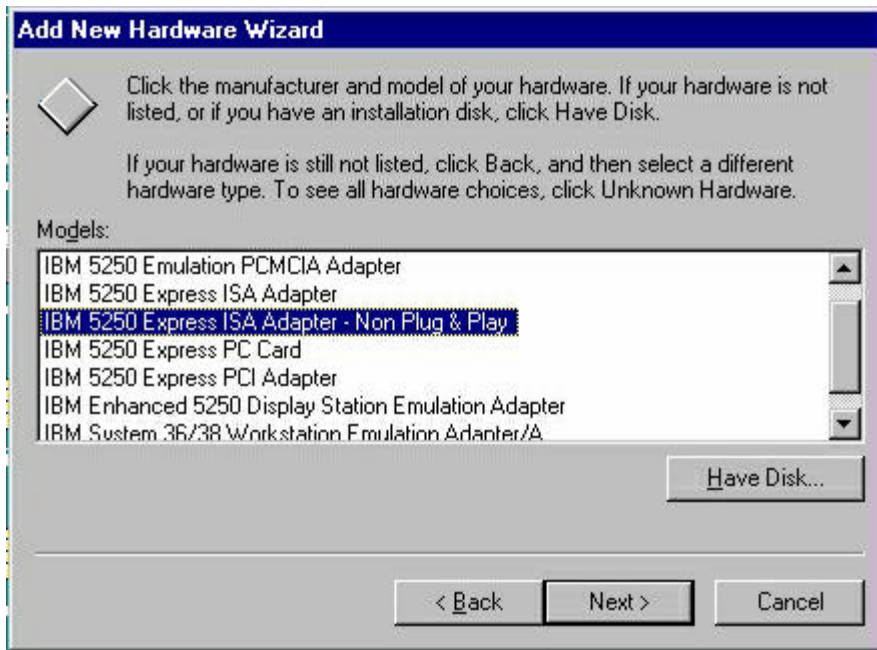 Add New Hardware Wizard
Click the manufacturer and model of your hardware. If your hardware is not
listed, or if you have an installation disk, click Have Disk.
If your hardware is still not listed, click Back, and then select a different
hardware type. To see all hardware choices, click Unknown Hardware.
Models:
IBM 5250 Emulation PCMCIA Adapter
IBM 5250 Express ISA Adapter
IBM 5250 Express ISA Adapter - Non Plug & Play
IBM 5250 Express PC Card
IBM 5250 Express PCI Adapter
IBM Enhanced 5250 Display Station Emulation Adapter
IBM System 36/38 Workstation Emulation Adapter/A
Have Disk...
< Back
Next >
Cancel